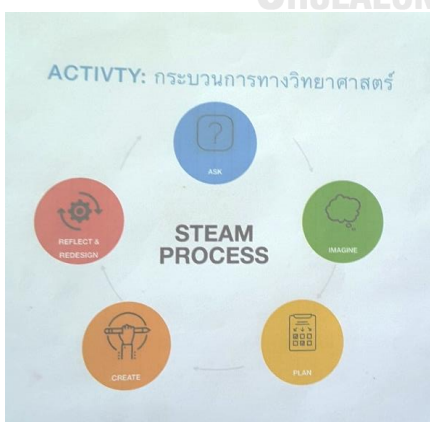 ACTIVTY: กระบวนการทางวิทยาศาสตร์
?
ASK
IMAGINE
PLAN
CREATE
REFLECT &
REDESIGN
STEAM
PROCESS